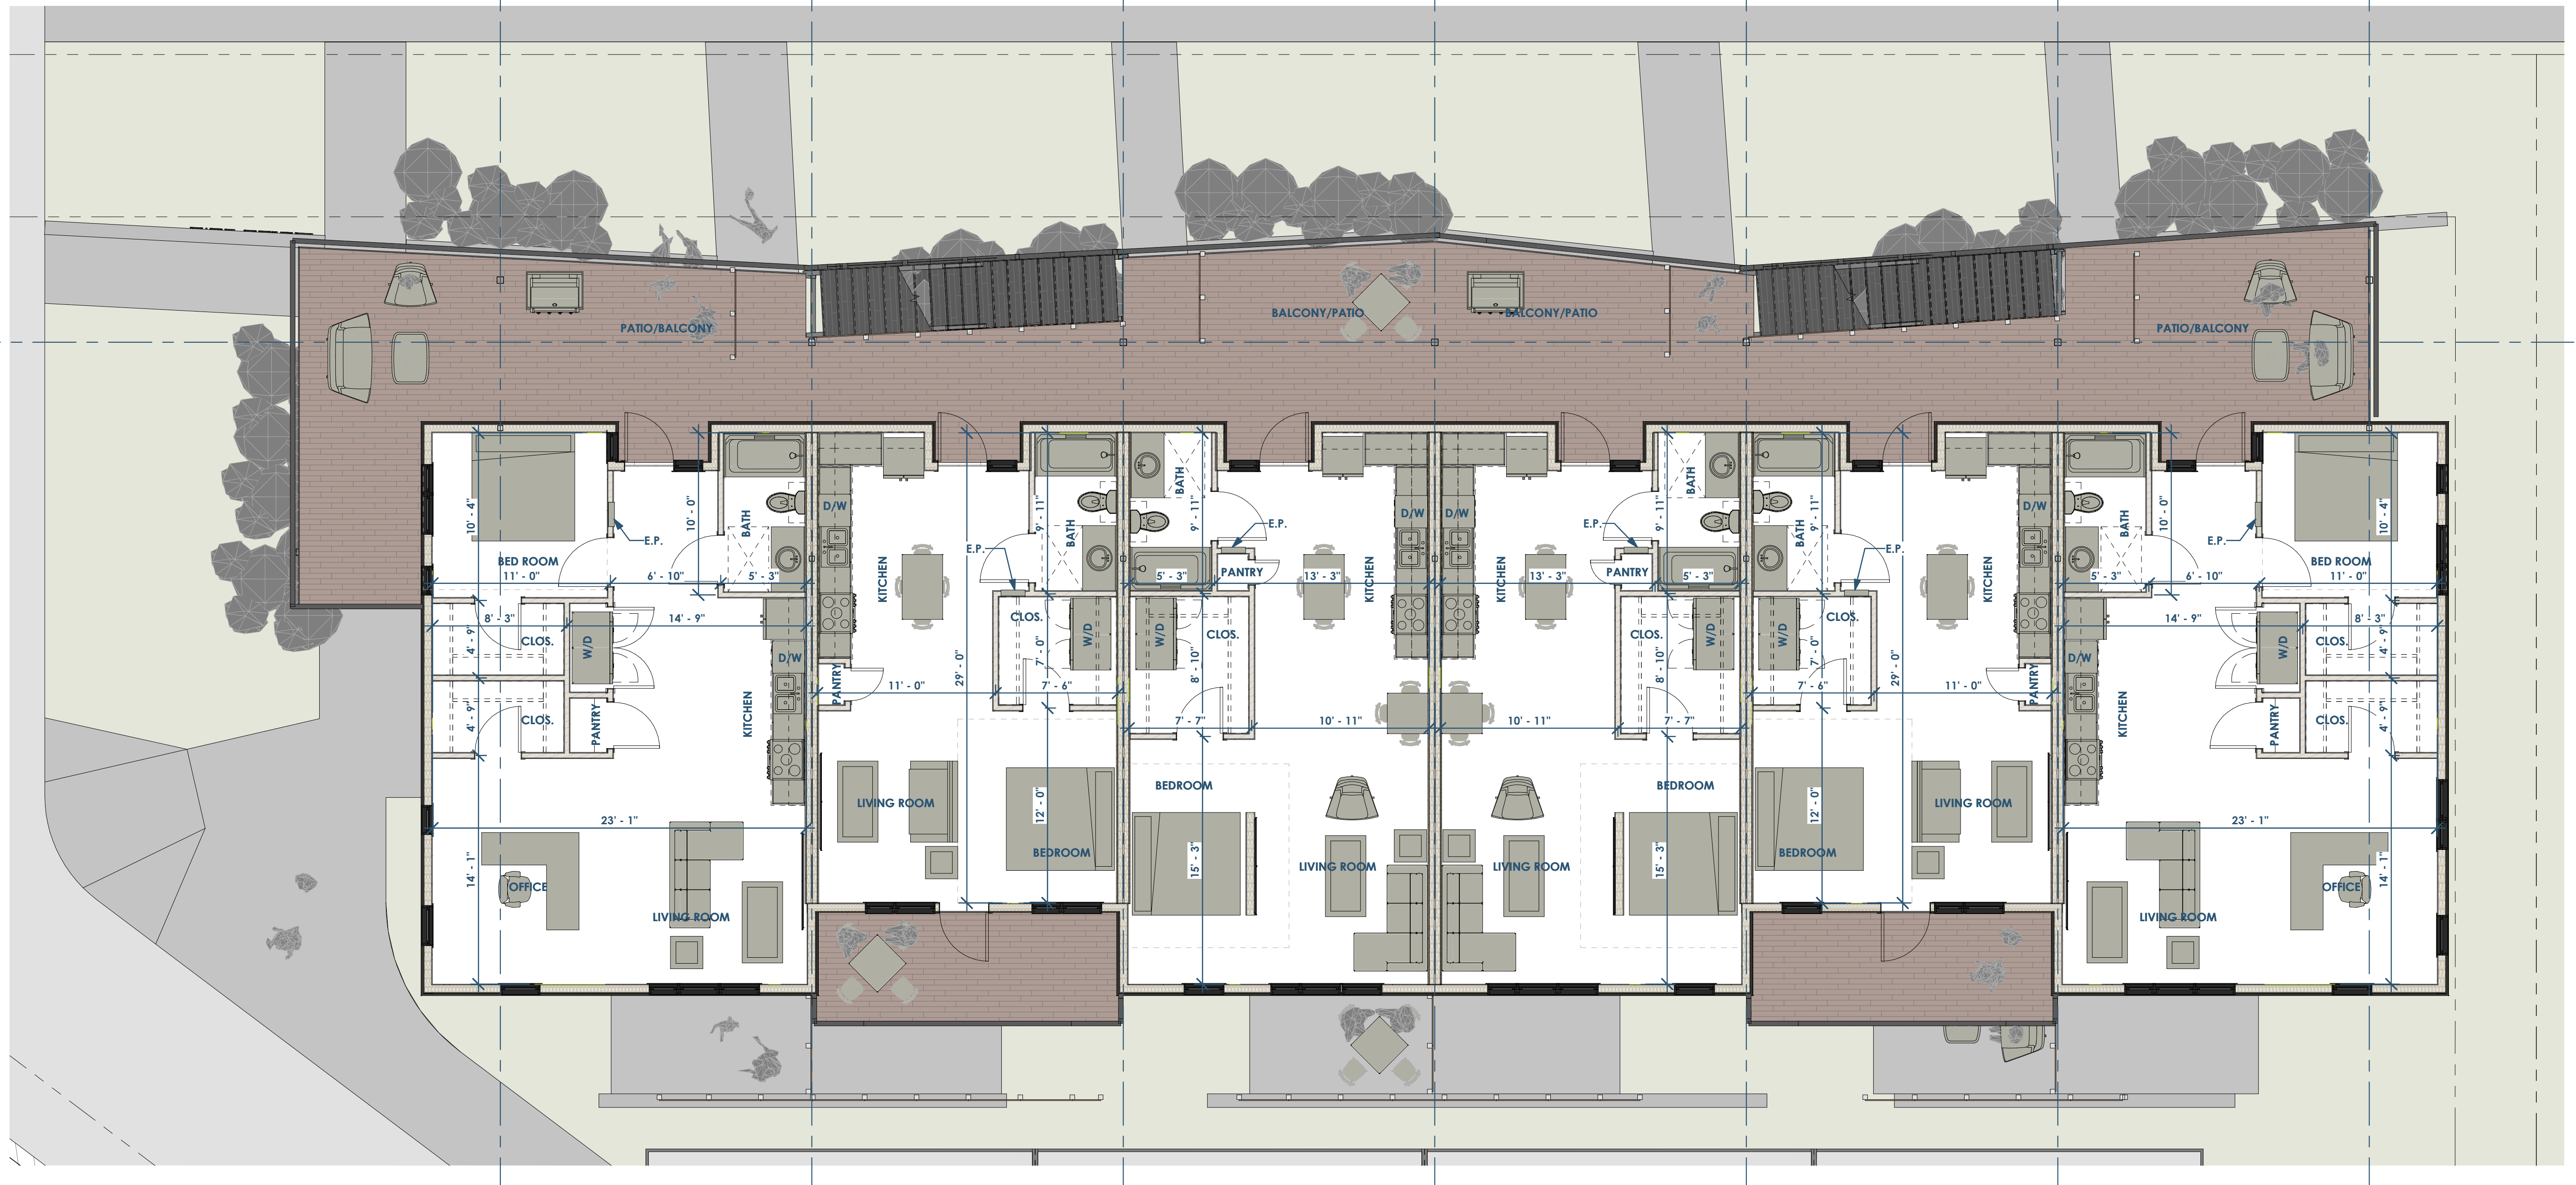 BALCONY/PATIO
BALCONY/PATIO
PATIO/BALCONY
PATIO/BALCONY
10' - 4"
10' - 0"
BATH
E.P.
BED ROOM
11' - 0"
6' - 10"
5' - 3"
8' - 3"
14' - 9"
4' - 9"
CLOS.
W/D
D/W
4' - 9"
CLOS.
PANTRY
KITCHEN
23' - 1"
14' - 1"
OFFICE
LIVING ROOM
D/W
KITCHEN
9' - 11"
BATH
E.P.
CLOS.
W/D
7' - 0"
29' - 0"
PANTRY
11' - 0"
7' - 6"
LIVING ROOM
12' - 0"
BEDROOM
BATH
9' - 11"
E.P.
D/W
5' - 3"
PANTRY
13' - 3"
KITCHEN
W/D
CLOS.
8' - 10"
7' - 7"
10' - 11"
BEDROOM
15' - 3"
LIVING ROOM
D/W
BATH
9' - 11"
E.P.
KITCHEN
13' - 3"
PANTRY
5' - 3"
CLOS.
W/D
8' - 10"
10' - 11"
7' - 7"
BEDROOM
15' - 3"
LIVING ROOM
9' - 11"
BATH
D/W
E.P.
KITCHEN
W/D
CLOS.
7' - 0"
29' - 0"
PANTRY
7' - 6"
11' - 0"
LIVING ROOM
12' - 0"
BEDROOM
10' - 0"
10' - 4"
BATH
E.P.
BED ROOM
5' - 3"
6' - 10"
11' - 0"
14' - 9"
8' - 3"
W/D
CLOS.
4' - 9"
D/W
KITCHEN
PANTRY
CLOS.
4' - 9"
23' - 1"
14' - 1"
OFFICE
LIVING ROOM